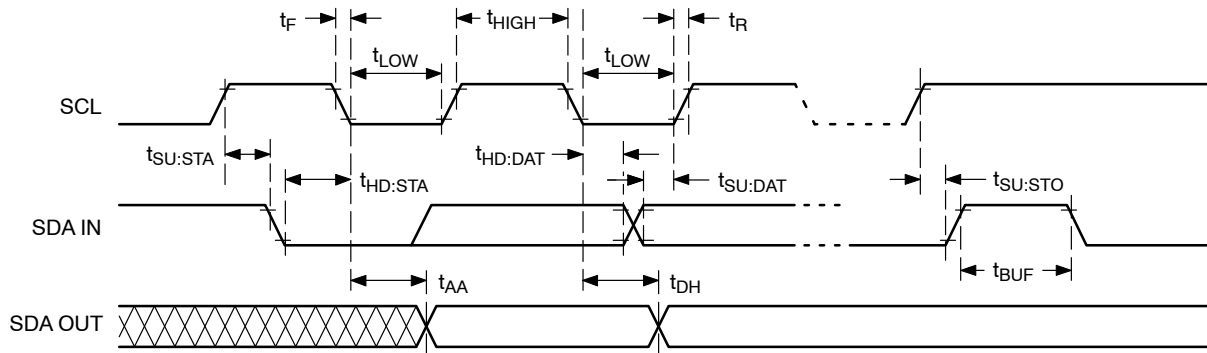 tF
tHIGH
tR
tLOW
tLOW
SCL
tSU:STA
tHD:STA
tHD:DAT
tSU:DAT
tSU:STO
SDA IN
tAA
tDH
tBUF
SDA OUT